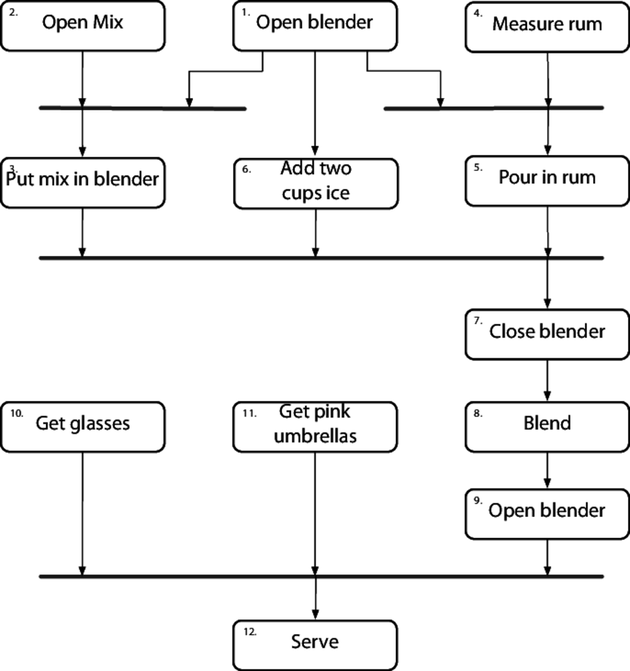 2. Open Mix
1. Open blender
4. Measure rum
3. Put mix in blender
6. Add two
cups ice
5. Pour in rum
7. Close blender
10. Get glasses
11. Get pink
umbrellas
8. Blend
9. Open blender
12. Serve